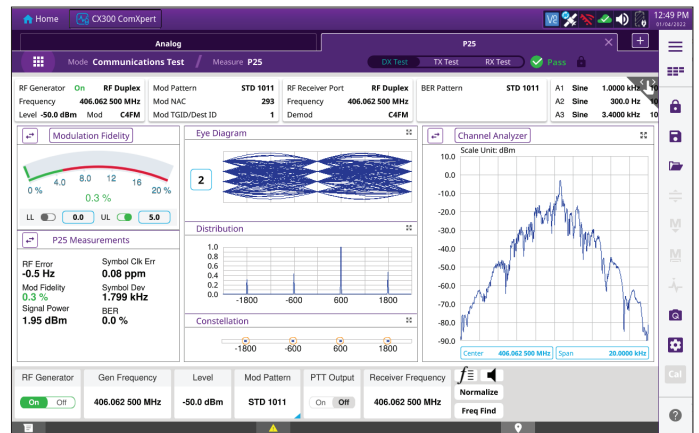 Home
CX300 ComXpert
V2
12:49 PM
01/04/2022
Analog
P25
Mode Communications Test / Measure P25
DX Test
TX Test
RX Test
Pass
RF Generator On RF Duplex
Frequency 406.062 500 MHz
Level -50.0 dBm Mod C4FM
Mod Pattern STD 1011
Mod NAC 293
Mod TGID/Dest ID 1
RF Receiver Port RF Duplex
Frequency 406.062 500 MHz
Demod C4FM
BER Pattern STD 1011
A1 Sine 1.0000 kHz 10
A2 Sine 300.0 Hz 10
A3 Sine 3.4000 kHz 10
Modulation Fidelity
0 % 4.0 8.0 12 16 20 %
0.3 %
LL 0.0 UL 5.0
P25 Measurements
RF Error
-0.5 Hz
Symbol Clk Err
0.08 ppm
Mod Fidelity
0.3 %
Symbol Dev
1.799 kHz
Signal Power
1.95 dBm
BER
0.0 %
Eye Diagram
2
Distribution
1.0
0.8
0.6
0.4
0.2
0.0
-1800 -600 600 1800
Constellation
-1800 -600 600 1800
Channel Analyzer
Scale Unit: dBm
10.0
0.0
-10.0
-20.0
-30.0
-40.0
-50.0
-60.0
-70.0
-80.0
-90.0
Center 406.062 500 MHz
Span 20.0000 kHz
RF Generator
On Off
Gen Frequency
406.062 500 MHz
Level
-50.0 dBm
Mod Pattern
STD 1011
PTT Output
On Off
Receiver Frequency
406.062 500 MHz
Normalize
Freq Find
M
M
Cal